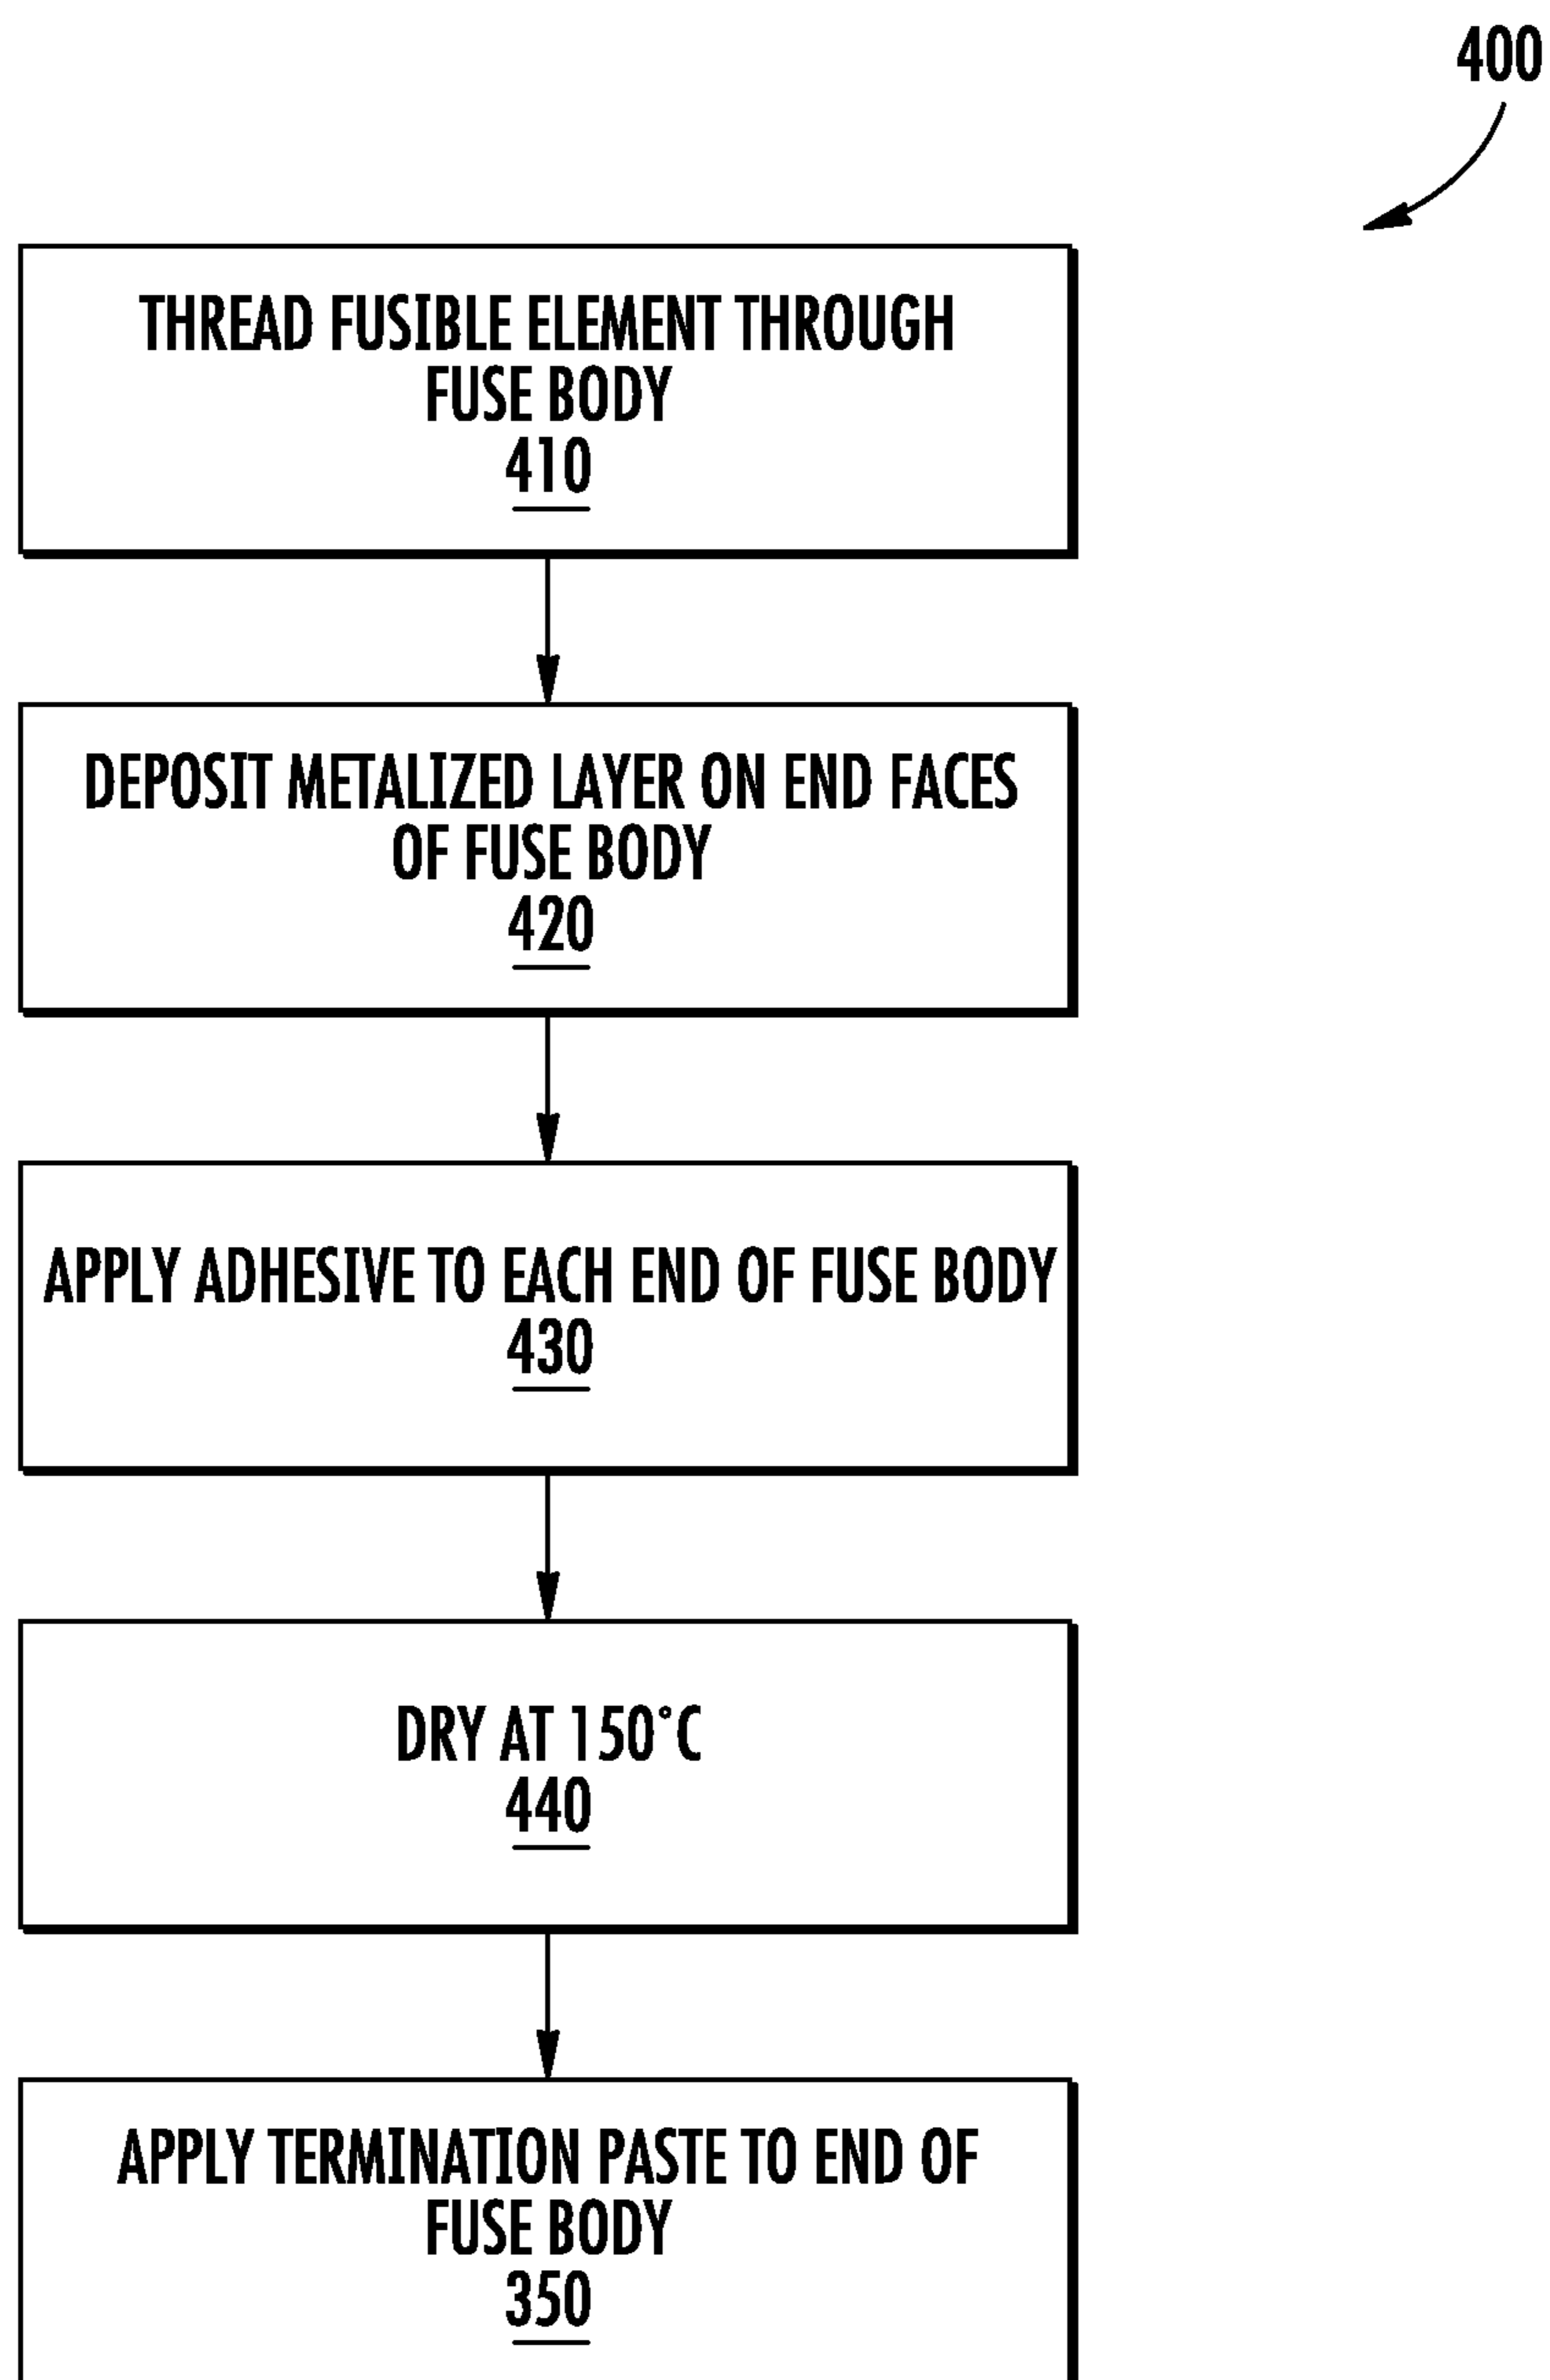 400
THREAD FUSIBLE ELEMENT THROUGH
FUSE BODY
410
DEPOSIT METALIZED LAYER ON END FACES
OF FUSE BODY
420
APPLY ADHESIVE TO EACH END OF FUSE BODY
430
DRY AT 150°C
440
APPLY TERMINATION PASTE TO END OF
FUSE BODY
350